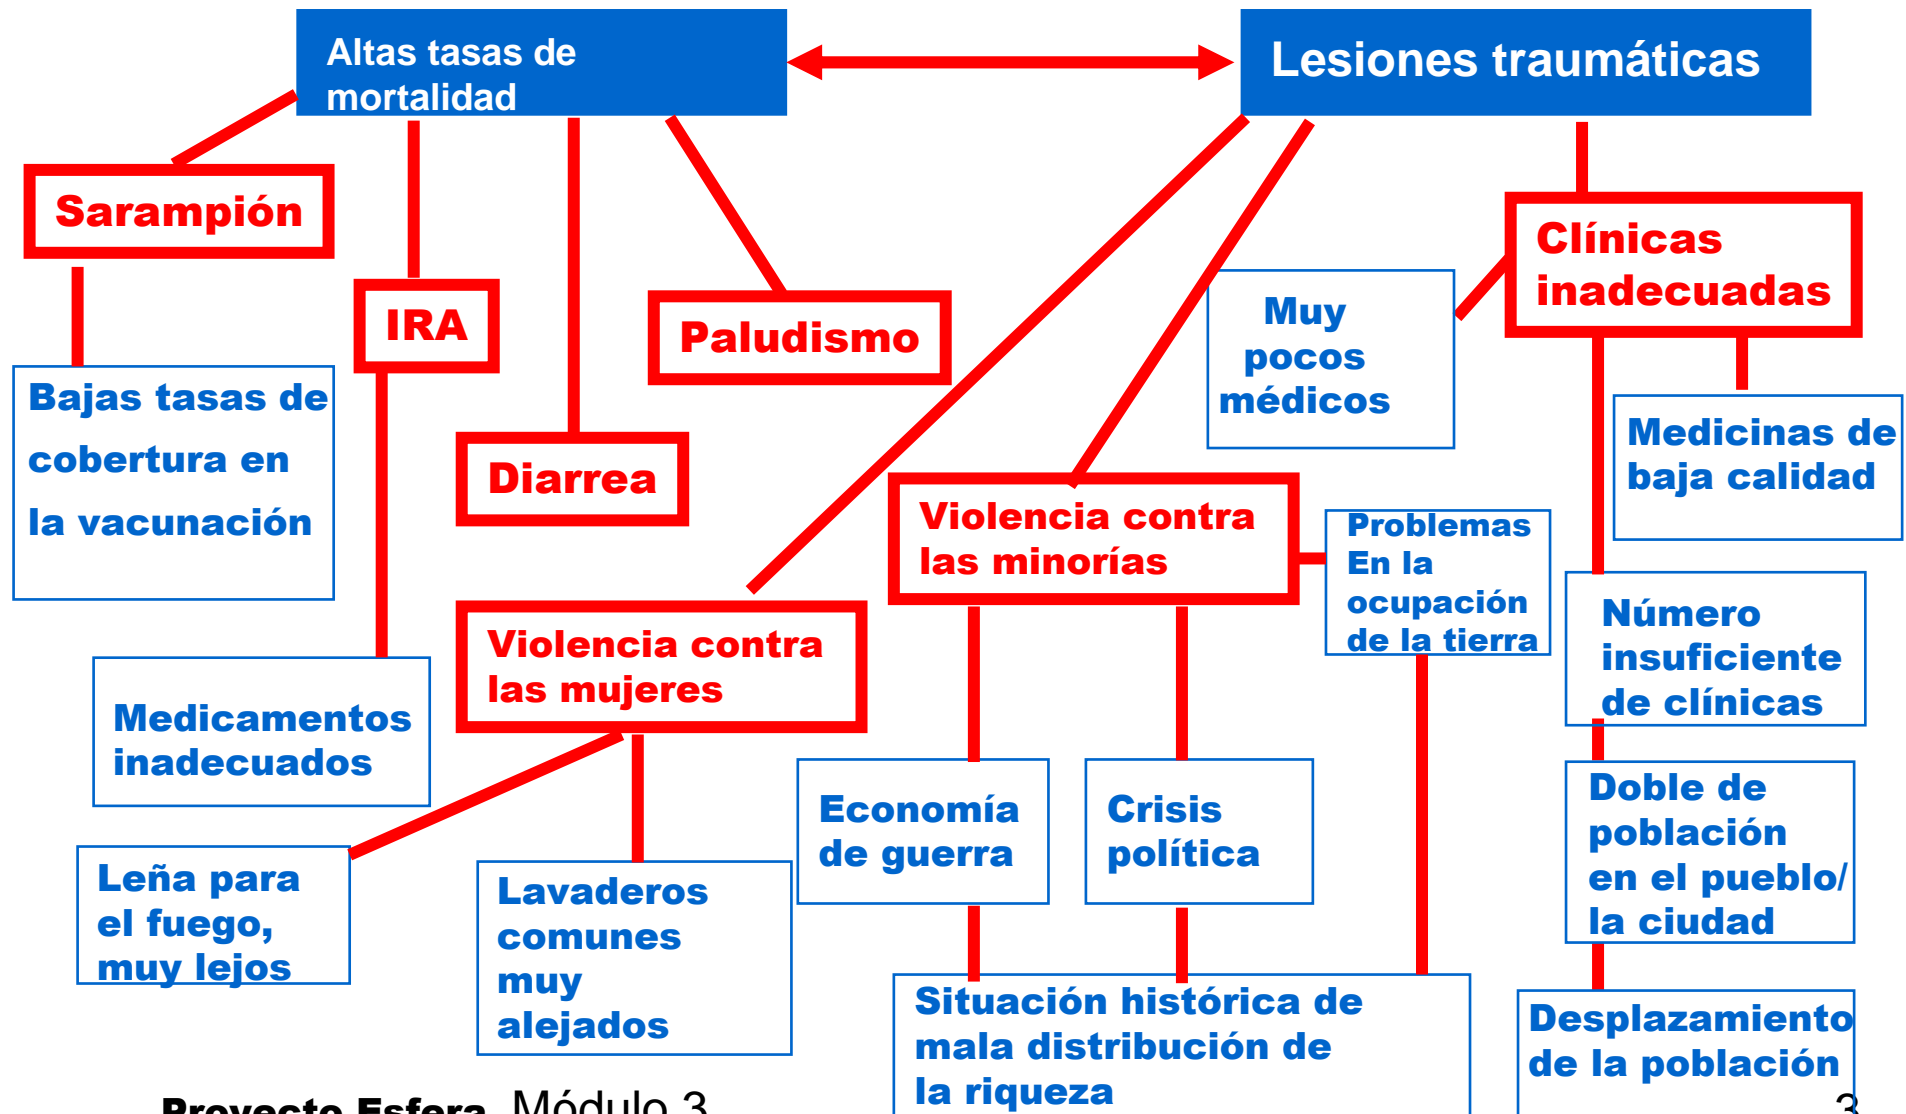 Altas tasas de
mortalidad
Lesiones traumáticas
Sarampión
IRA
Paludismo
Diarrea
Clínicas
inadecuadas
Muy
pocos
médicos
Bajas tasas de
cobertura en
la vacunación
Medicinas de
baja calidad
Violencia contra
las minorías
Problemas
En la
ocupación
de la tierra
Número
insuficiente
de clínicas
Violencia contra
las mujeres
Medicamentos
inadecuados
Economía
de guerra
Crisis
política
Doble de
población
en el pueblo/
la ciudad
Leña para
el fuego,
muy lejos
Lavaderos
comunes
muy
alejados
Situación histórica de
mala distribución de
la riqueza
Desplazamiento
de la población
Proyecto Esfera Módulo 3
3